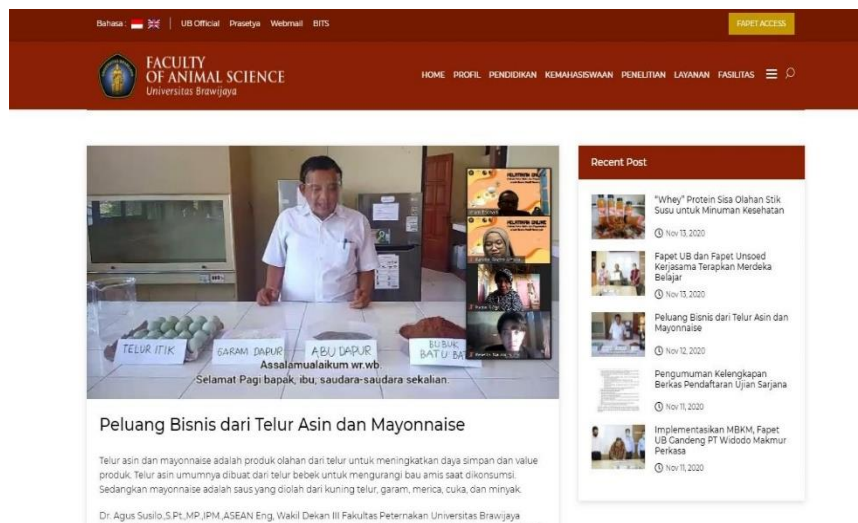 Bahasa :
UB Official Prasetya Webmail BITS
FAPET ACCESS
FACULTY
OF ANIMAL SCIENCE
Universitas Brawijaya
HOME PROFIL PENDIDIKAN KEMAHASISWAAN PENELITIAN LAYANAN FASILITAS
TELUR ITIK
GARAM DAPUR
ABU DAPUR
BUBUK
BATU BA
Assalamualaikum wr.wb.
Selamat Pagi bapak, ibu, saudara-saudara sekalian.
Peluang Bisnis dari Telur Asin dan Mayonnaise
Telur asin dan mayonnaise adalah produk olahan dari telur untuk meningkatkan daya simpan dan value
produk. Telur asin umumnya dibuat dari telur bebek untuk mengurangi bau amis saat dikonsumsi.
Sedangkan mayonnaise adalah saus yang diolah dari kuning telur, garam, merica, cuka, dan minyak.
Dr. Agus Susilo.,S.Pt.,MP.,IPM.,ASEAN Eng, Wakil Dekan III Fakultas Peternakan Universitas Brawijaya
Recent Post
"Whey" Protein Sisa Olahan Stik
Susu untuk Minuman Kesehatan
Nov 13, 2020
Fapet UB dan Fapet Unsoed
Kerjasama Terapkan Merdeka
Belajar
Nov 13, 2020
Peluang Bisnis dari Telur Asin dan
Mayonnaise
Nov 12, 2020
Pengumuman Kelengkapan
Berkas Pendaftaran Ujian Sarjana
Nov 11, 2020
Implementasikan MBKM, Fapet
UB Gandeng PT Widodo Makmur
Perkasa
Nov 11, 2020